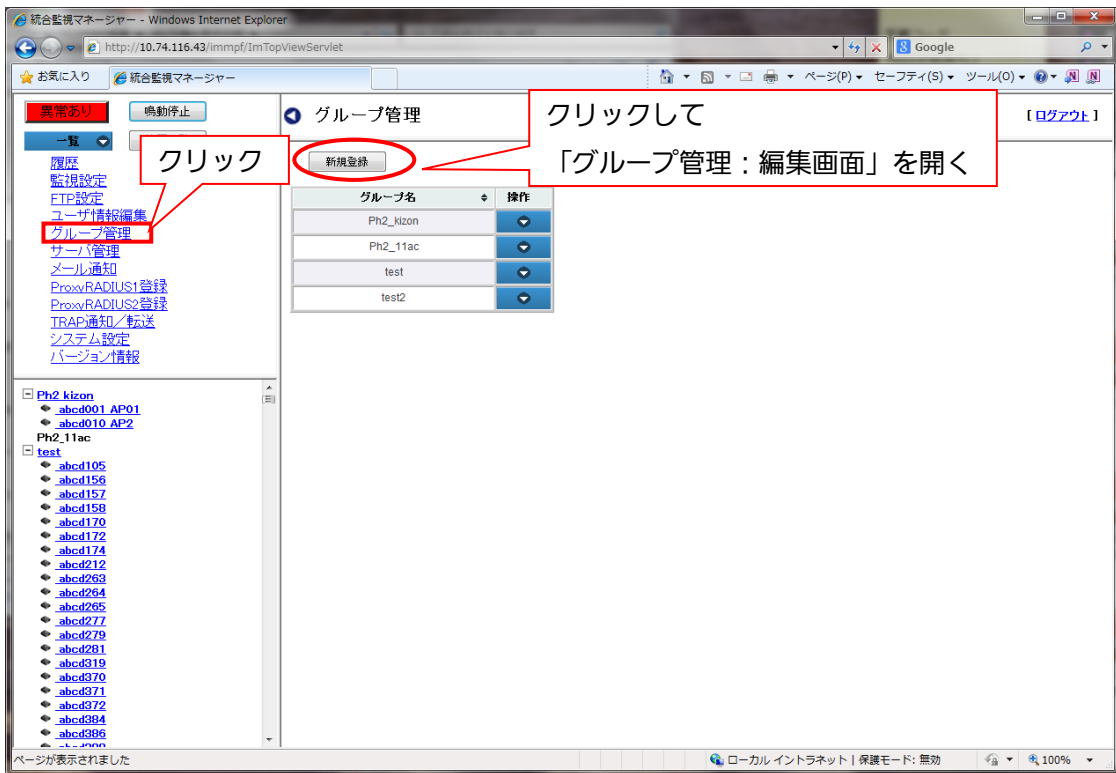 統合監視マネージャー - Windows Internet Explorer
http://10.74.116.43/immpf/ImTopViewServlet
Google
お気に入り
統合監視マネージャー
ページ(P)
セーフティ(S)
ツール(O)
異常あり
鳴動停止
一覧
履歴
監視設定
FTP設定
ユーザ情報編集
グループ管理
サーバ管理
メール通知
ProxyRADIUS1登録
ProxyRADIUS2登録
TRAP通知／転送
システム設定
バージョン情報
クリック
グループ管理
[ ログアウト ]
新規登録
クリックして
「グループ管理：編集画面」を開く
グループ名 操作
Ph2_kizon
Ph2_11ac
test
test2
Ph2 kizon
abcd001 AP01
abcd010 AP2
Ph2_11ac
test
abcd105
abcd156
abcd157
abcd158
abcd170
abcd172
abcd174
abcd212
abcd263
abcd264
abcd265
abcd277
abcd279
abcd281
abcd319
abcd370
abcd371
abcd372
abcd384
abcd386
ページが表示されました
ローカル イントラネット | 保護モード: 無効
100%